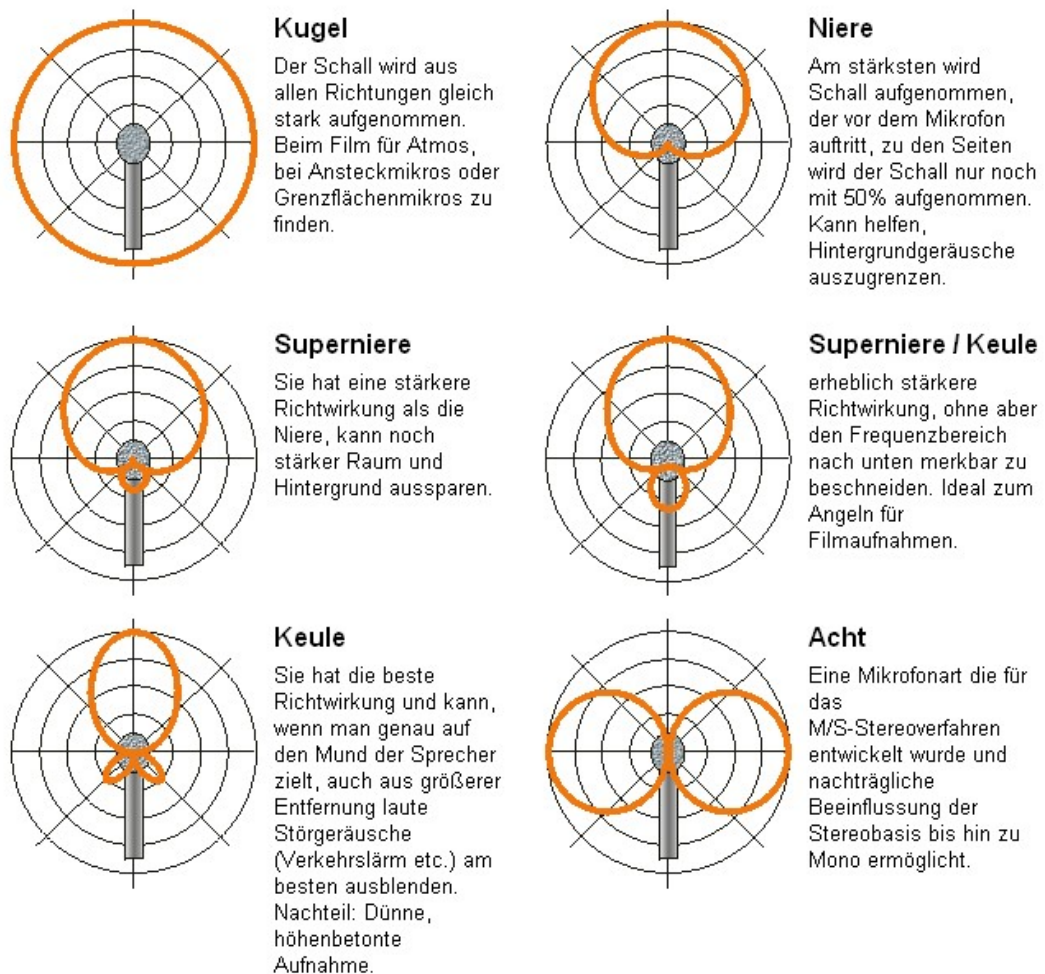 Kugel
Der Schall wird aus
allen Richtungen gleich
stark aufgenommen.
Beim Film für Atmos,
bei Ansteckmikros oder
Grenzflächenmikros zu
finden.
Niere
Am stärksten wird
Schall aufgenommen,
der vor dem Mikrofon
auftritt, zu den Seiten
wird der Schall nur noch
mit 50% aufgenommen.
Kann helfen,
Hintergrundgeräusche
auszugrenzen.
Superniere
Sie hat eine stärkere
Richtwirkung als die
Niere, kann noch
stärker Raum und
Hintergrund aussparen.
Superniere / Keule
erheblich stärkere
Richtwirkung, ohne aber
den Frequenzbereich
nach unten merkbar zu
beschneiden. Ideal zum
Angeln für
Filmaufnahmen.
Keule
Sie hat die beste
Richtwirkung und kann,
wenn man genau auf
den Mund der Sprecher
zielt, auch aus größerer
Entfernung laute
Störgeräusche
(Verkehrslärm etc.) am
besten ausblenden.
Nachteil: Dünne,
höhenbetonte
Aufnahme.
Acht
Eine Mikrofonart die für
das
M/S-Stereoverfahren
entwickelt wurde und
nachträgliche
Beeinflussung der
Stereobasis bis hin zu
Mono ermöglicht.